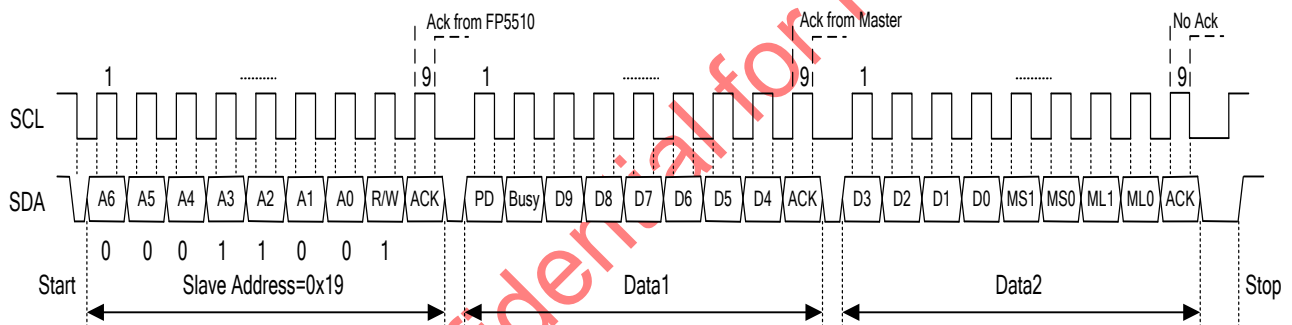 Ack from FP5510 Ack from Master No Ack
1 ......... 9 1 ......... 9 1 ......... 9
SCL
SDA A6 A5 A4 A3 A2 A1 A0 R/W ACK PD Busy D9 D8 D7 D6 D5 D4 ACK D3 D2 D1 D0 MS1 MS0 ML1 ML0 ACK
0 0 0 1 1 0 0 1
Start Slave Address=0x19 Data1 Data2 Stop
fidential for